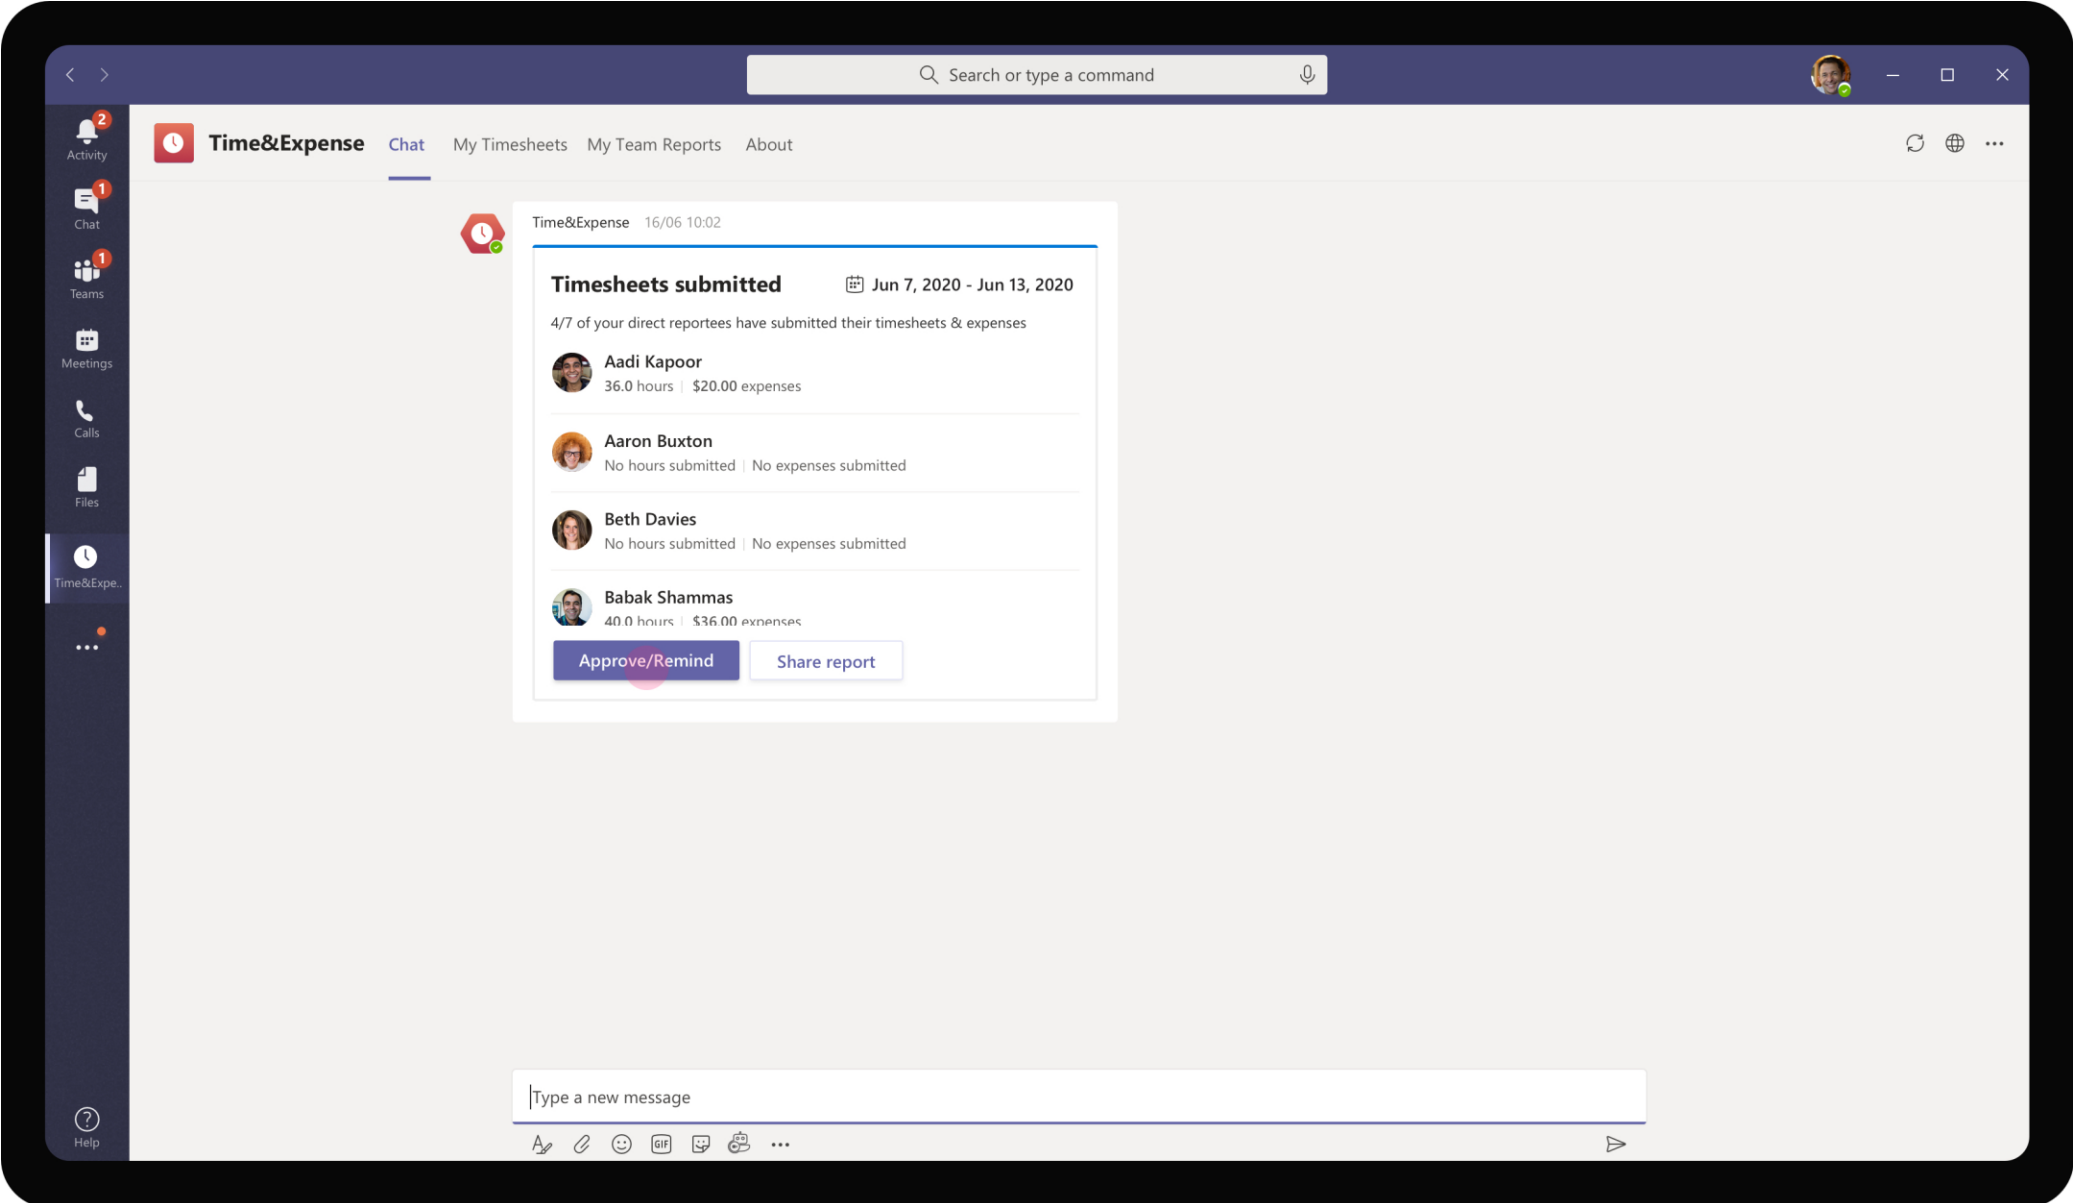 Search or type a command
2
Activity
1
Chat
1
Teams
Meetings
Calls
Files
Time&Expe..
Help
Time&Expense Chat My Timesheets My Team Reports About
Time&Expense 16/06 10:02
Timesheets submitted Jun 7, 2020 - Jun 13, 2020
4/7 of your direct reportees have submitted their timesheets & expenses
Aadi Kapoor
36.0 hours | $20.00 expenses
Aaron Buxton
No hours submitted | No expenses submitted
Beth Davies
No hours submitted | No expenses submitted
Babak Shammas
40.0 hours | $36.00 expenses
Approve/Remind Share report
Type a new message
GIF